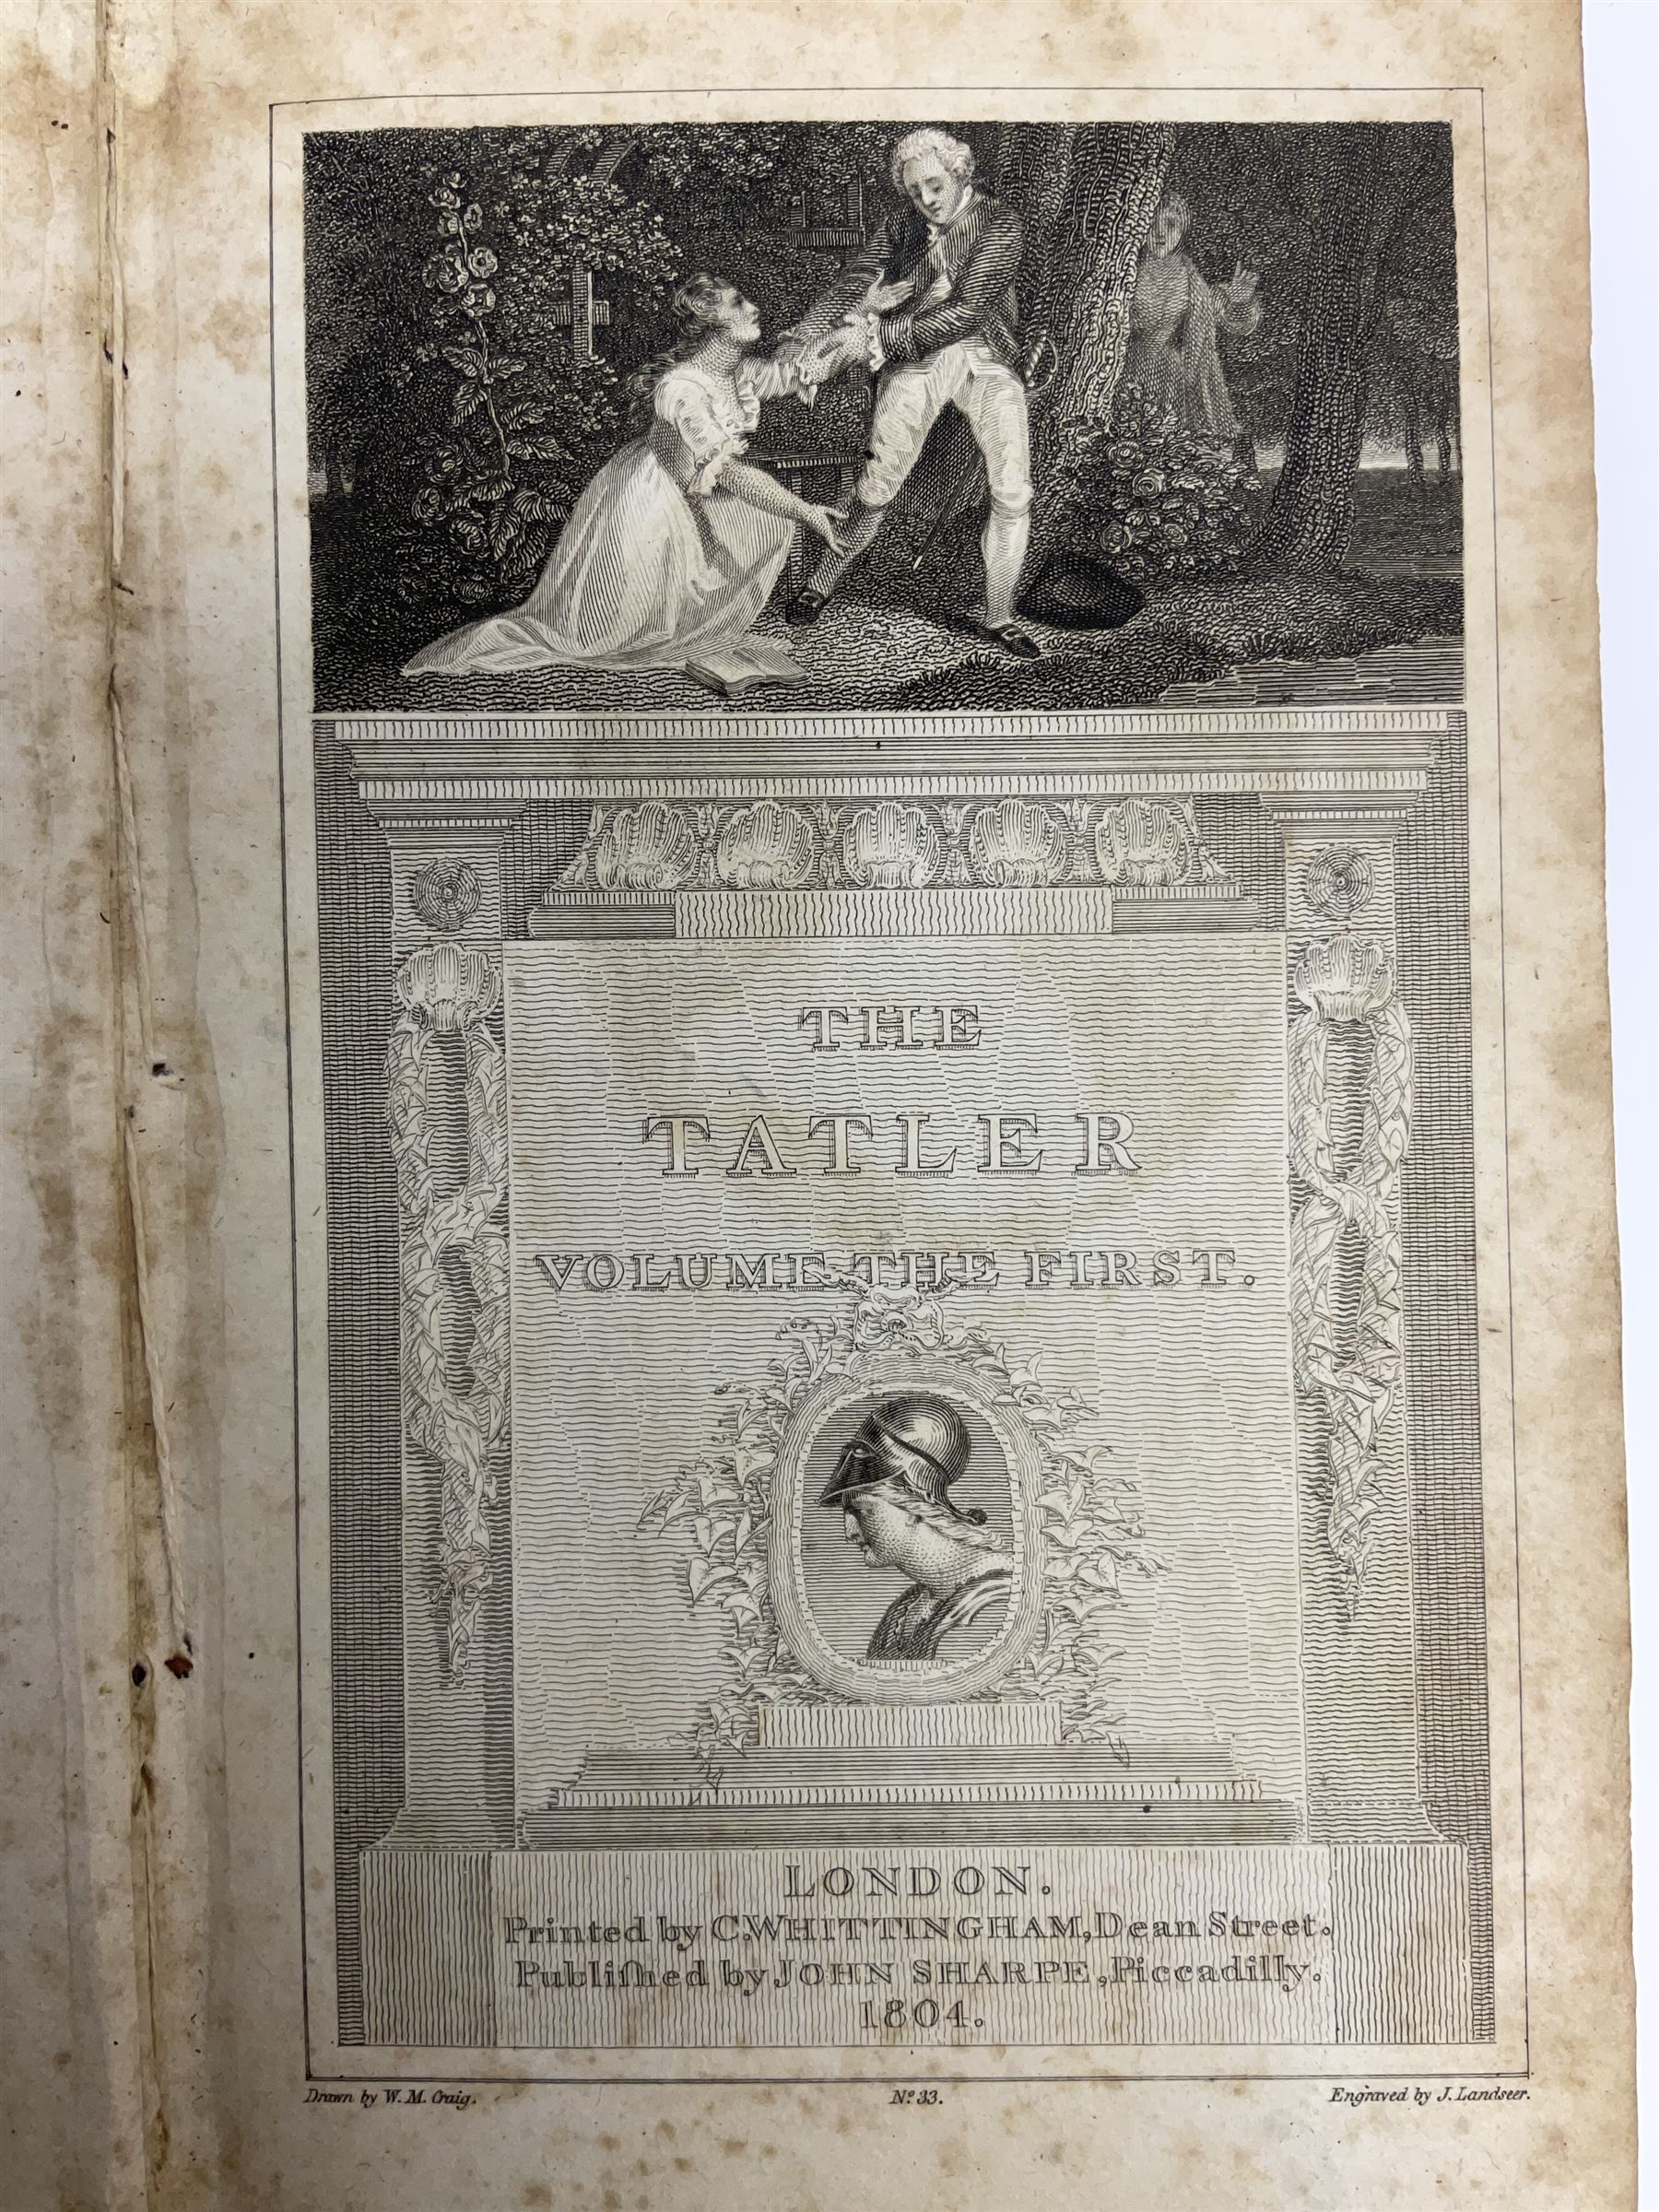 THE
TATLER
VOLUME THE FIRST.
LONDON.
Printed by C. WHITTINGHAM, Dean Street.
Publiſhed by JOHN SHARPE, Piccadilly.
1804.
Drawn by W. M. Craig. Nº 33. Engraved by J. Landseer.